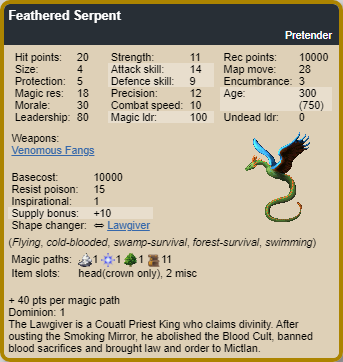 Feathered Serpent
Pretender
Hit points: 20 Strength: 11 Rec points: 10000
Size: 4 Attack skill: 14 Map move: 28
Protection: 5 Defence skill: 9 Encumbrance: 3
Magic res: 18 Precision: 12 Age: 300
Morale: 30 Combat speed: 10 (750)
Leadership: 80 Magic ldr: 100 Undead ldr: 0
Weapons:
Venomous Fangs
Basecost: 10000
Resist poison: 15
Inspirational: 1
Supply bonus: +10
Shape changer: ⇔ Lawgiver
(Flying, cold-blooded, swamp-survival, forest-survival, swimming)
Magic paths: 1 1 1 11
Item slots: head(crown only), 2 misc
+ 40 pts per magic path
Dominion: 1
The Lawgiver is a Couatl Priest King who claims divinity. After
ousting the Smoking Mirror, he abolished the Blood Cult, banned
blood sacrifices and brought law and order to Mictlan.